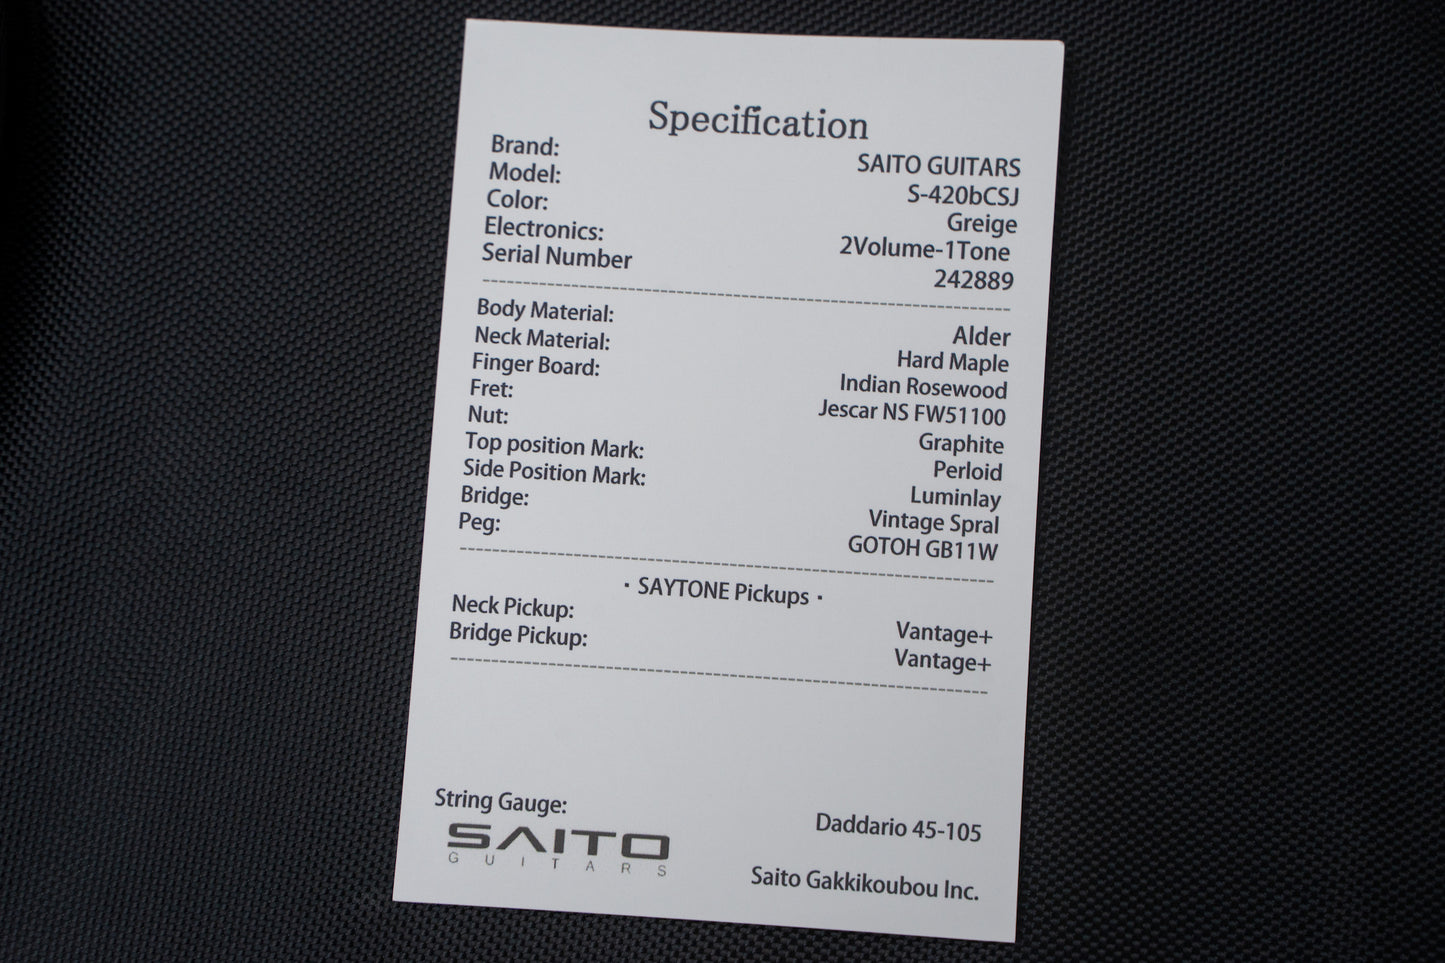 Specification
Brand: SAITO GUITARS
Model: S-420bCSJ
Color: Greige
Electronics: 2Volume-1Tone
Serial Number 242889
Body Material: Alder
Neck Material: Hard Maple
Finger Board: Indian Rosewood
Fret: Jescar NS FW51100
Nut: Graphite
Top position Mark: Perloid
Side Position Mark: Luminlay
Bridge: Vintage Spral
Peg: GOTOH GB11W
・SAYTONE Pickups・
Neck Pickup: Vantage+
Bridge Pickup: Vantage+
String Gauge: Daddario 45-105
SAITO
GUITARS
Saito Gakkikoubou Inc.